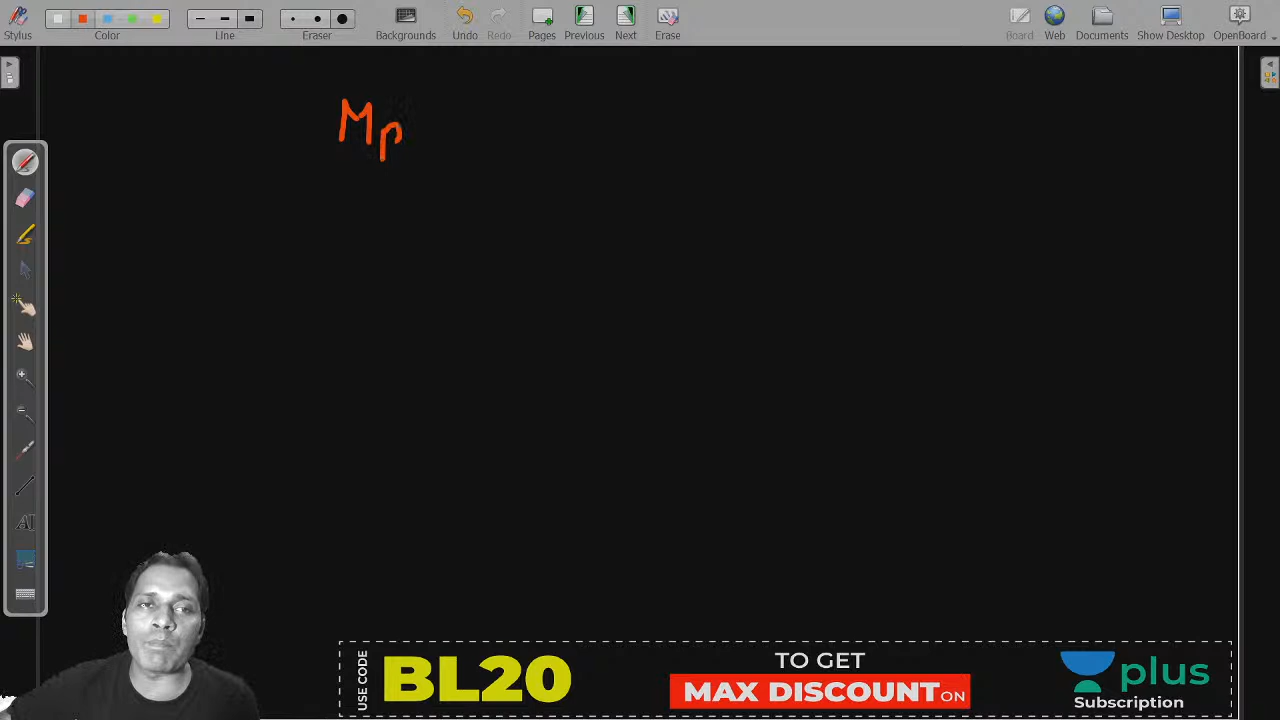 Stylus Color Line Eraser Backgrounds Undo Redo Pages Previous Next Erase Board Web Documents Show Desktop OpenBoard
Mp
AI
USE CODE
BL20
TO GET
MAX DISCOUNT ON
plus
Subscription